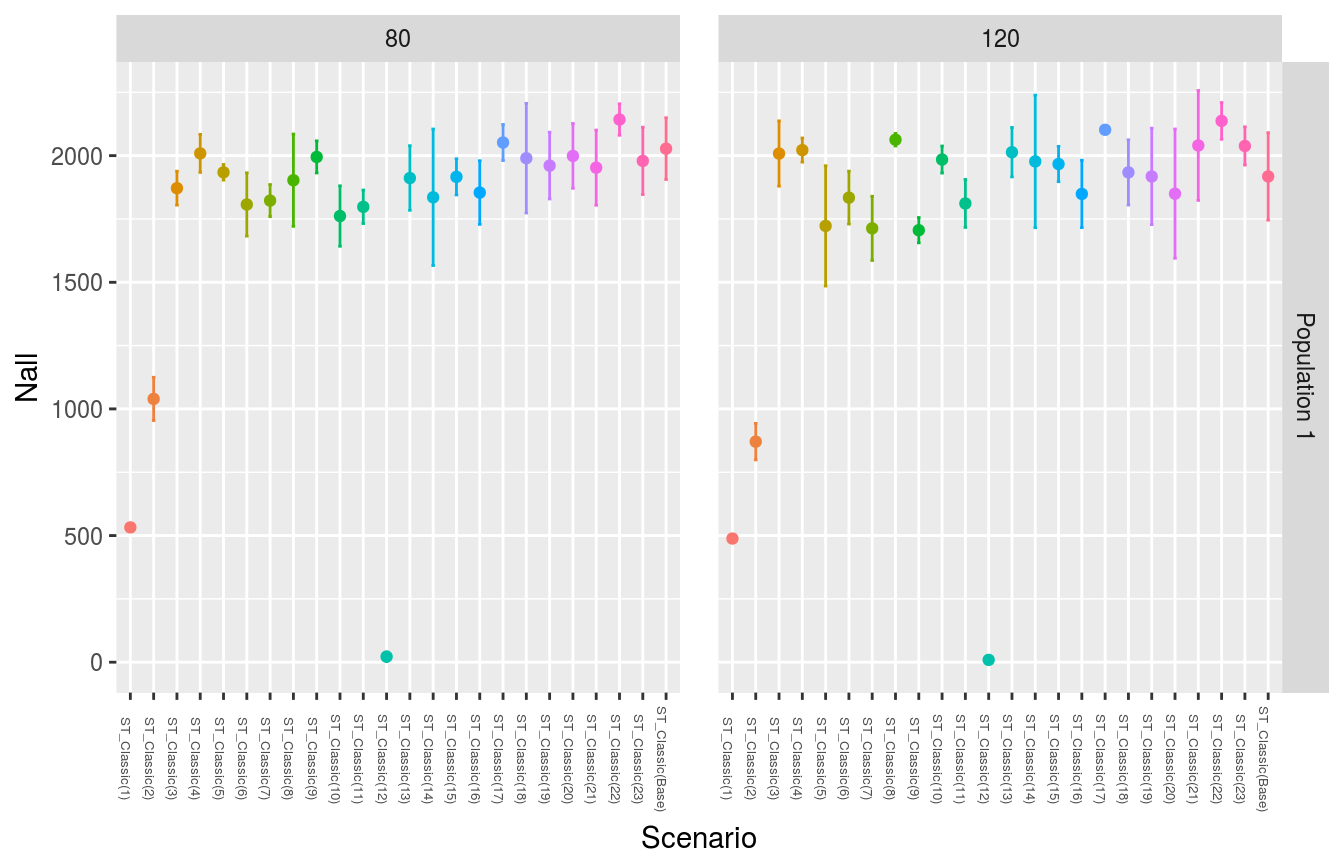 80
120
Population 1
Nall
2000
1500
1000
500
0
ST_Classic(1)
ST_Classic(2)
ST_Classic(3)
ST_Classic(4)
ST_Classic(5)
ST_Classic(6)
ST_Classic(7)
ST_Classic(8)
ST_Classic(9)
ST_Classic(10)
ST_Classic(11)
ST_Classic(12)
ST_Classic(13)
ST_Classic(14)
ST_Classic(15)
ST_Classic(16)
ST_Classic(17)
ST_Classic(18)
ST_Classic(19)
ST_Classic(20)
ST_Classic(21)
ST_Classic(22)
ST_Classic(23)
ST_Classic(Base)
ST_Classic(1)
ST_Classic(2)
ST_Classic(3)
ST_Classic(4)
ST_Classic(5)
ST_Classic(6)
ST_Classic(7)
ST_Classic(8)
ST_Classic(9)
ST_Classic(10)
ST_Classic(11)
ST_Classic(12)
ST_Classic(13)
ST_Classic(14)
ST_Classic(15)
ST_Classic(16)
ST_Classic(17)
ST_Classic(18)
ST_Classic(19)
ST_Classic(20)
ST_Classic(21)
ST_Classic(22)
ST_Classic(23)
ST_Classic(Base)
Scenario